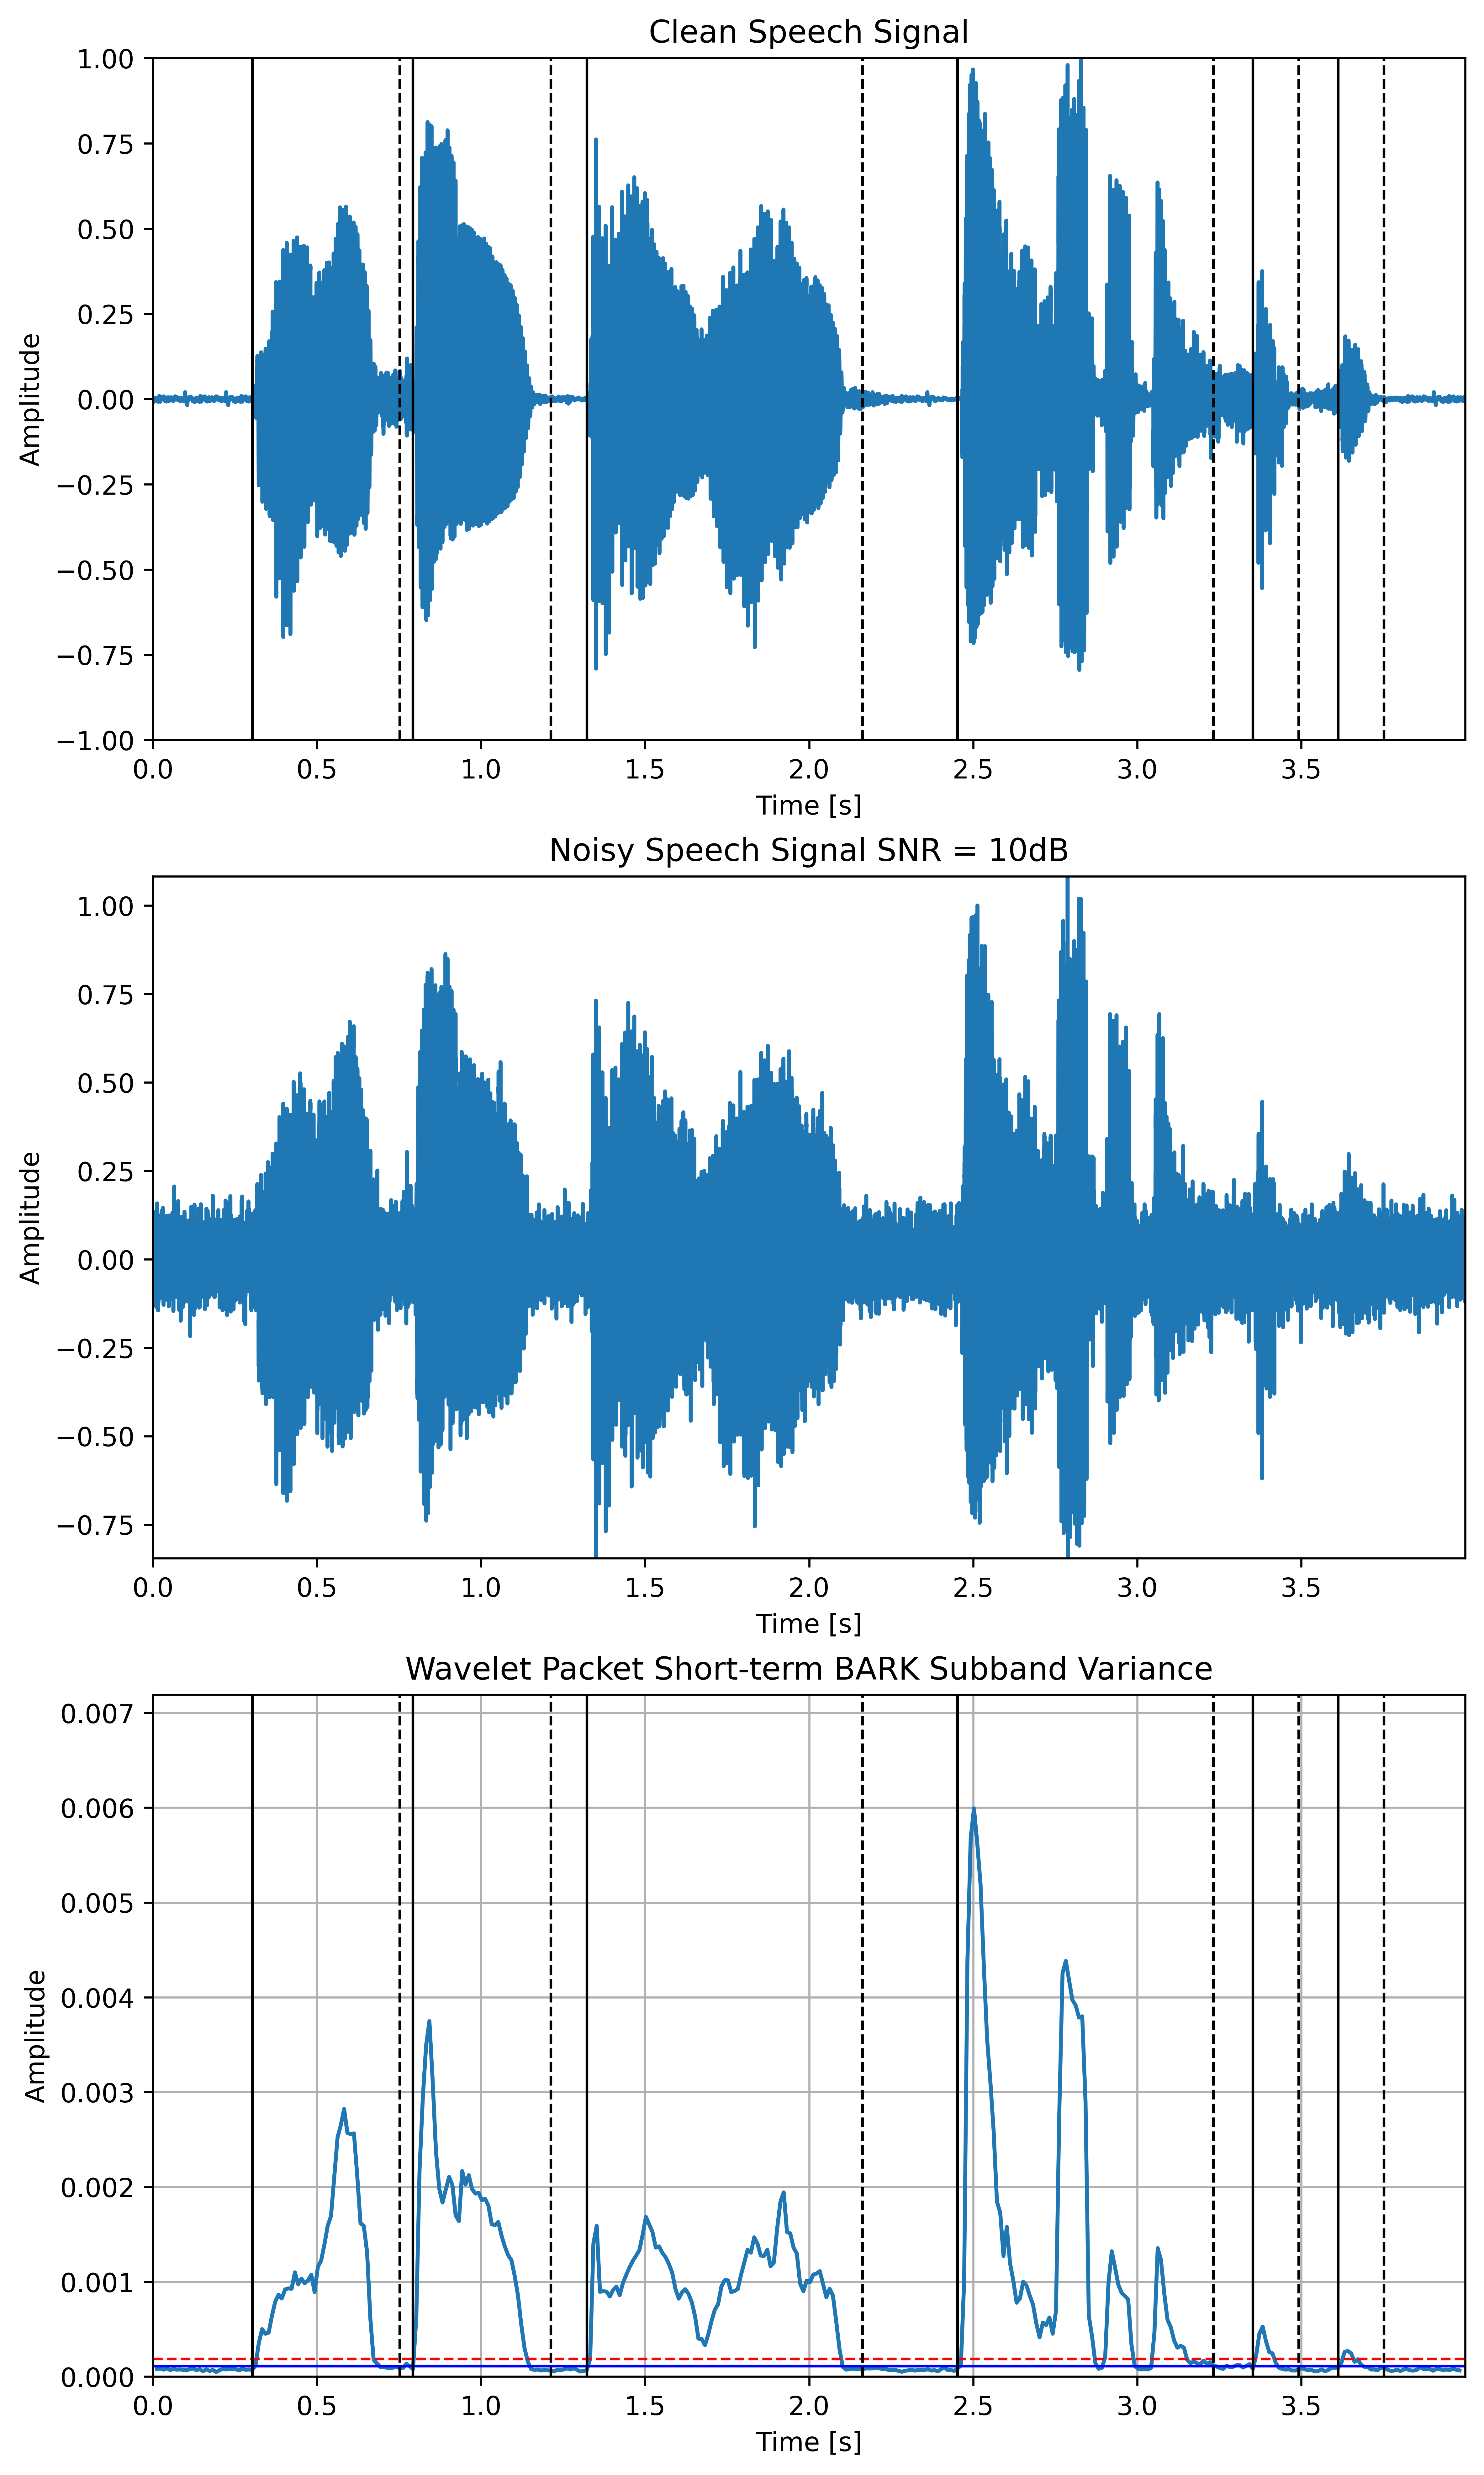 Clean Speech Signal
1.00
0.75
0.50
0.25
0.00
−0.25
−0.50
−0.75
−1.00
Amplitude
0.0 0.5 1.0 1.5 2.0 2.5 3.0 3.5
Time [s]
Noisy Speech Signal SNR = 10dB
1.00
0.75
0.50
0.25
0.00
−0.25
−0.50
−0.75
Amplitude
0.0 0.5 1.0 1.5 2.0 2.5 3.0 3.5
Time [s]
Wavelet Packet Short-term BARK Subband Variance
0.007
0.006
0.005
0.004
0.003
0.002
0.001
0.000
Amplitude
0.0 0.5 1.0 1.5 2.0 2.5 3.0 3.5
Time [s]